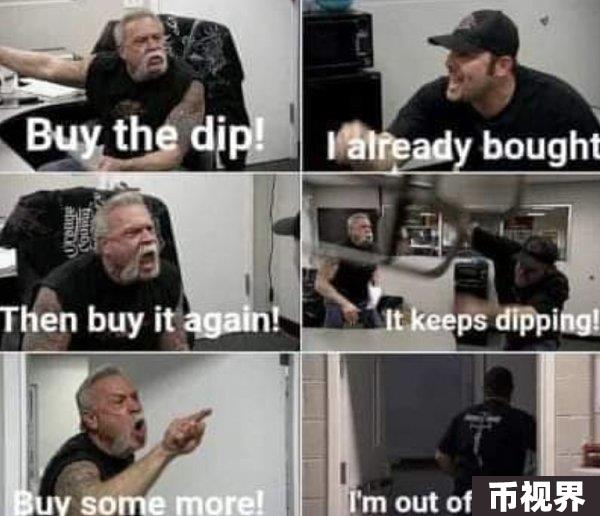 Buy the dip!
I already bought
Then buy it again!
It keeps dipping!
Buy some more!
I'm out of
币视界